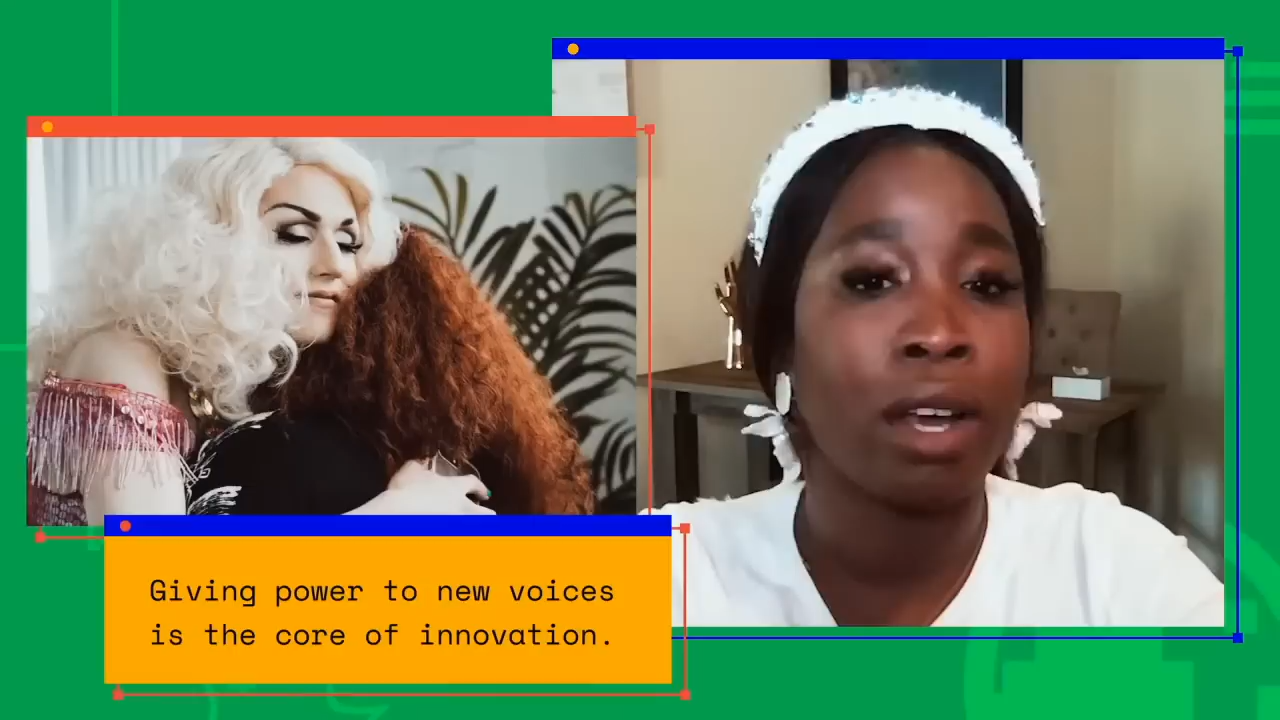 Giving power to new voices
is the core of innovation.